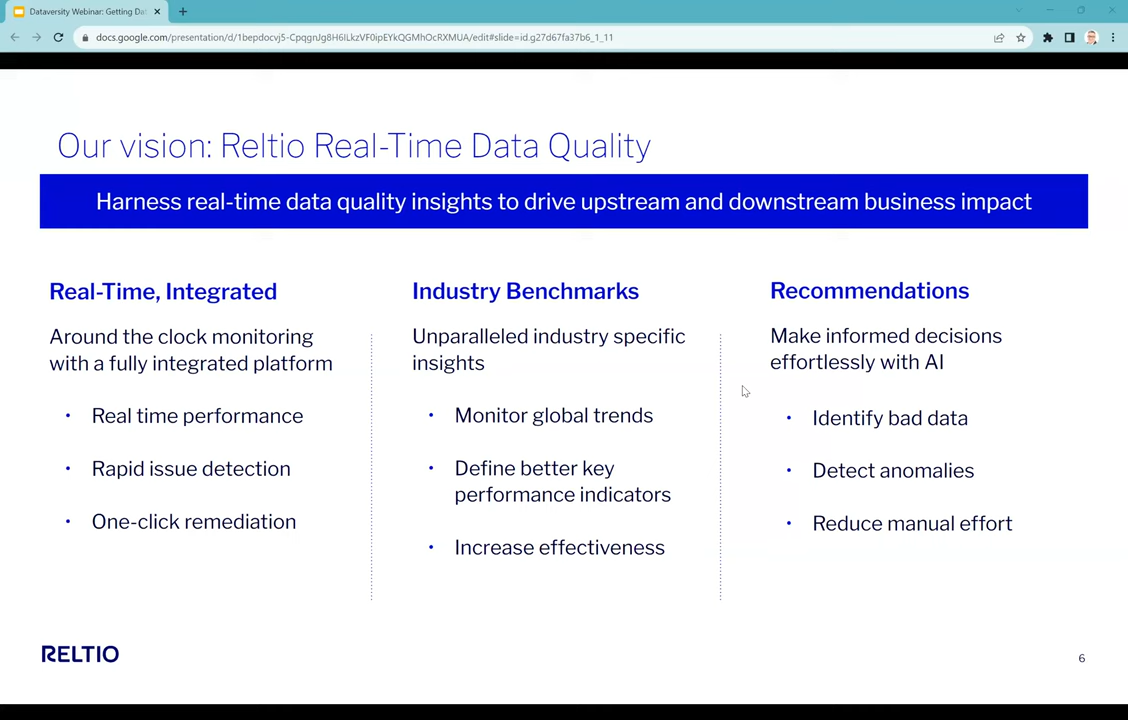 Dataversity Webinar: Getting Dat
docs.google.com/presentation/d/1bepdocvj5-CpqgnJg8H6ILkzVF0ipEYkQGMhOcRXMUA/edit#slide=id.g27d67fa37b6_1_11
Our vision: Reltio Real-Time Data Quality
Harness real-time data quality insights to drive upstream and downstream business impact
Real-Time, Integrated
Around the clock monitoring
with a fully integrated platform
• Real time performance
• Rapid issue detection
• One-click remediation
Industry Benchmarks
Unparalleled industry specific
insights
• Monitor global trends
• Define better key
performance indicators
• Increase effectiveness
Recommendations
Make informed decisions
effortlessly with AI
• Identify bad data
• Detect anomalies
• Reduce manual effort
RELTIO
6